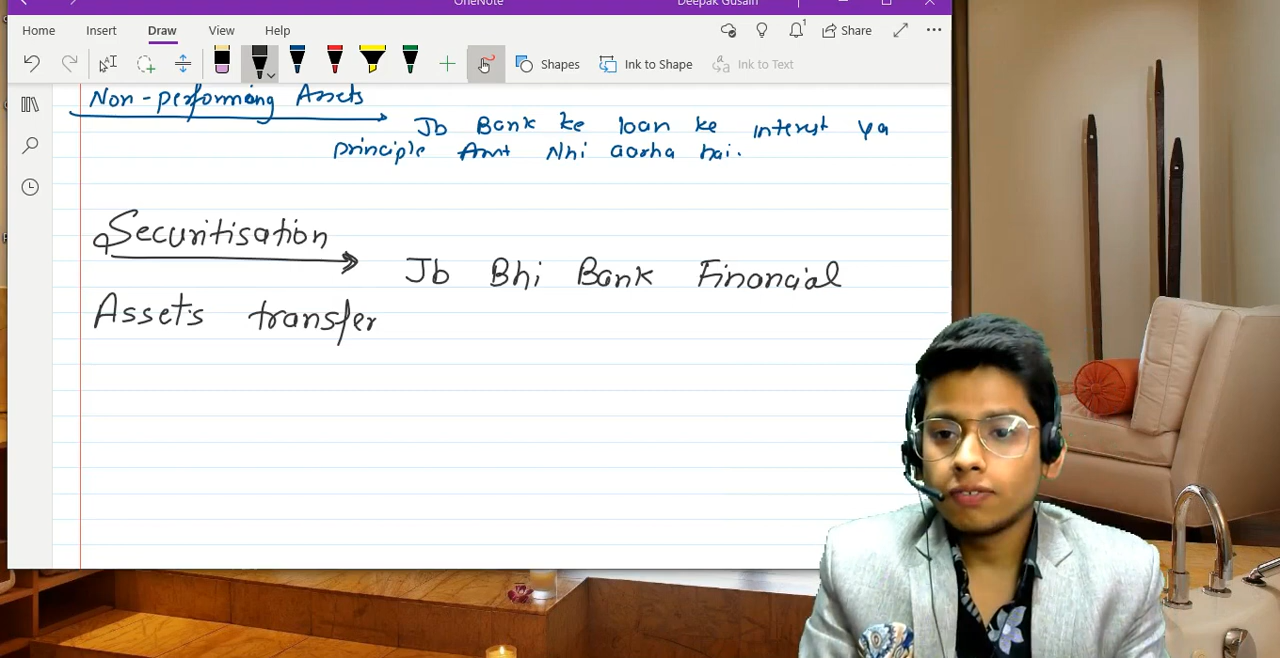 OneNote
Deepak Gusain
Home Insert Draw View Help
1 Share
Shapes Ink to Shape Ink to Text
Non-performing Assets
Jb Bank ke loan ke interest ya
principle Amt Nhi aarha hai.
Securitisation
Jb Bhi Bank Financial
Assets transfer